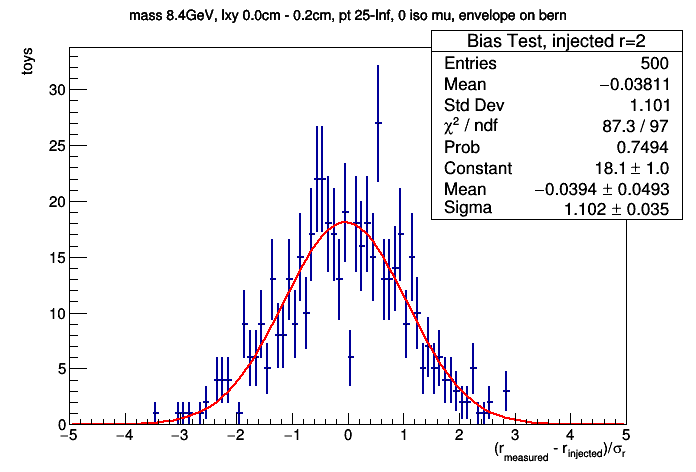 mass 8.4GeV, lxy 0.0cm - 0.2cm, pt 25-Inf, 0 iso mu, envelope on bern
Bias Test, injected r=2
Entries 500
Mean −0.03811
Std Dev 1.101
χ² / ndf 87.3 / 97
Prob 0.7494
Constant 18.1 ± 1.0
Mean −0.0394 ± 0.0493
Sigma 1.102 ± 0.035
toys
30
25
20
15
10
5
0
−5 −4 −3 −2 −1 0 1 2 3 4 5
(r_measured - r_injected)/σ_r